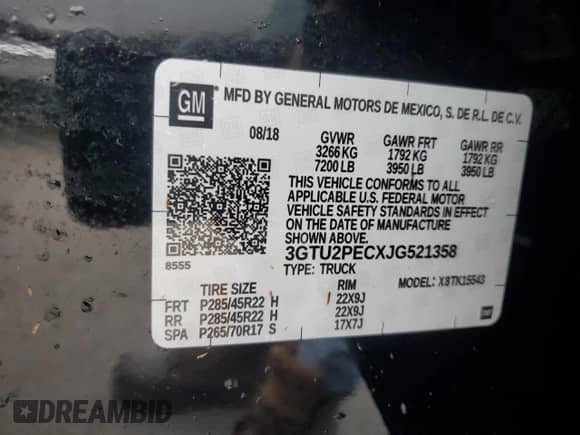 GM MFD BY GENERAL MOTORS DE MEXICO, S. DE R.L. DE C.V.
08/18 GVWR GAWR FRT GAWR RR
3266 KG 1792 KG 1792 KG
7200 LB 3950 LB 3950 LB
THIS VEHICLE CONFORMS TO ALL
APPLICABLE U.S. FEDERAL MOTOR
VEHICLE SAFETY STANDARDS IN EFFECT
ON THE DATE OF MANUFACTURE
SHOWN ABOVE.
3GTU2PECXJG521358
8555
TYPE: TRUCK MODEL: X8TK15543
TIRE SIZE RIM
FRT P285/45R22 H 22X9J
RR P285/45R22 H 22X9J
SPA P265/70R17 S 17X7J
GM
DREAMBID